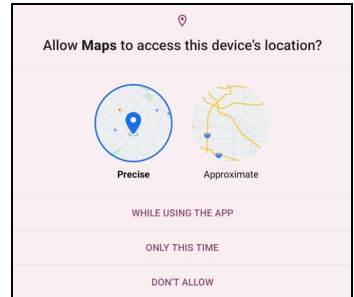 Allow Maps to access this device's location?
Precise Approximate
WHILE USING THE APP
ONLY THIS TIME
DON'T ALLOW